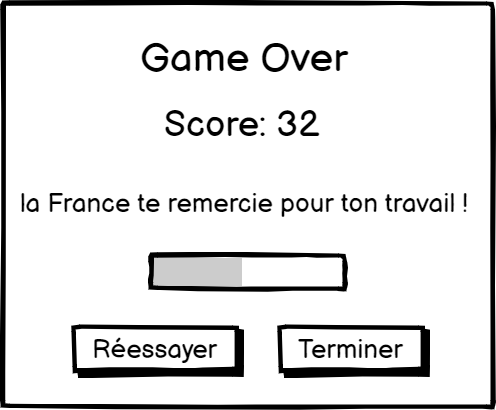 Game Over
Score: 32
la France te remercie pour ton travail !
Réessayer
Terminer